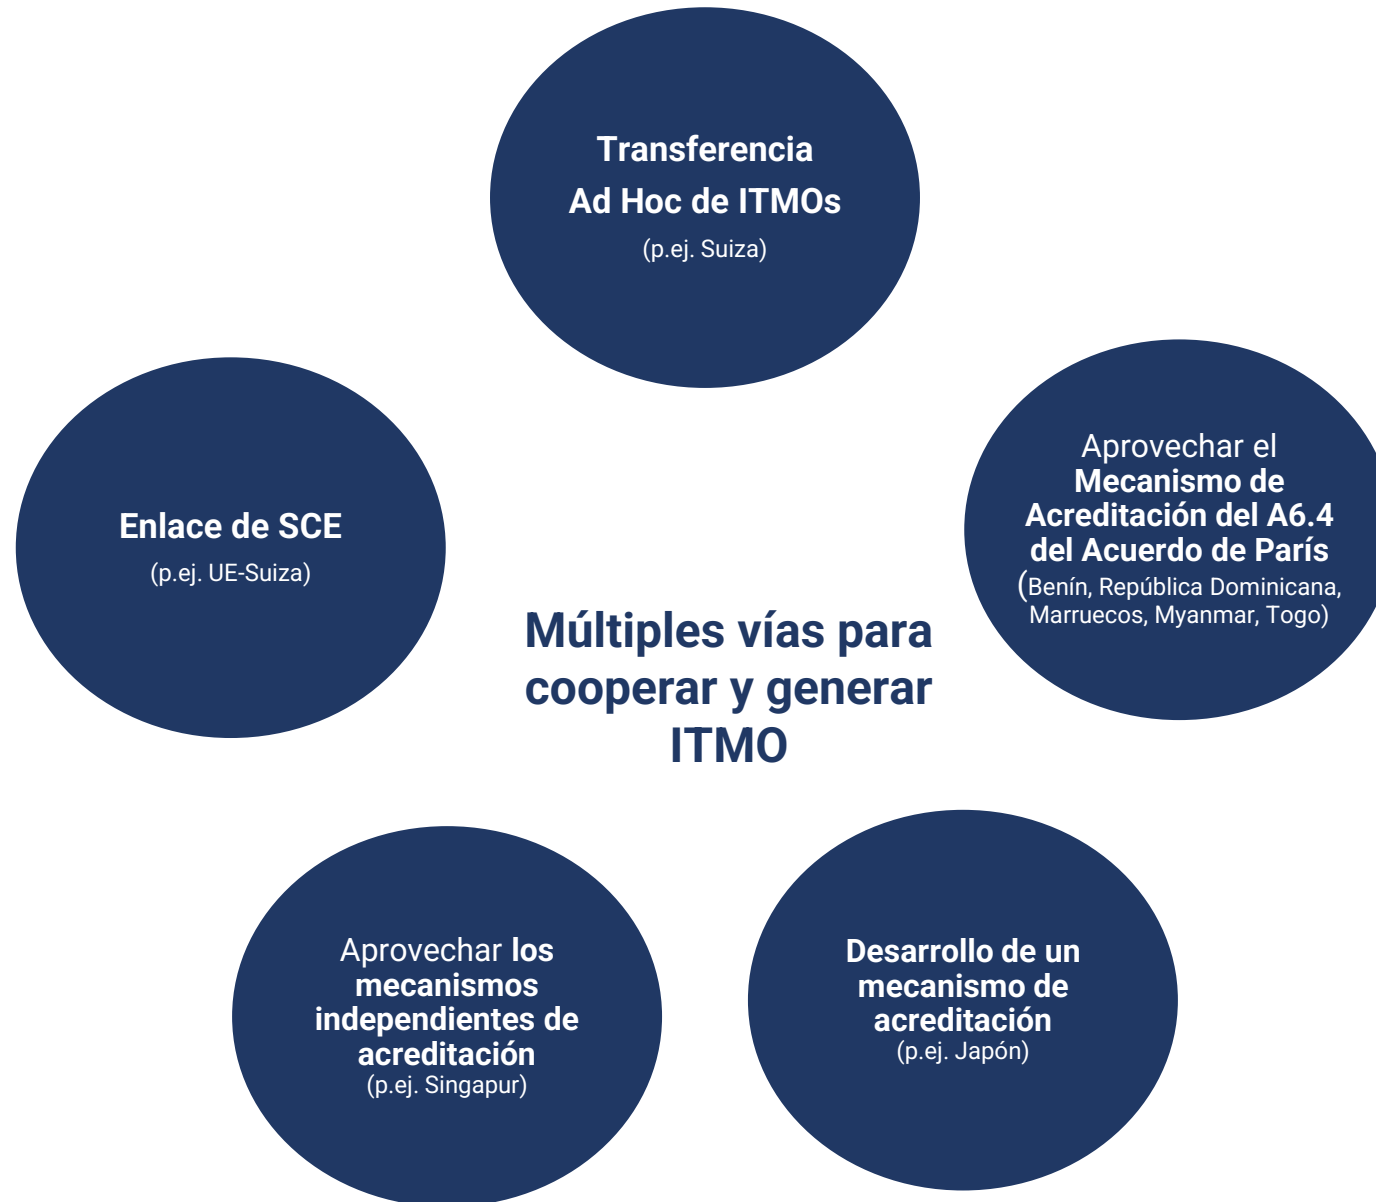 Transferencia
Ad Hoc de ITMOs
(p.ej. Suiza)
Aprovechar el
Mecanismo de
Acreditación del A6.4
del Acuerdo de París
(Benín, República Dominicana,
Marruecos, Myanmar, Togo)
Enlace de SCE
(p.ej. UE-Suiza)
Múltiples vías para
cooperar y generar
ITMO
Aprovechar los
mecanismos
independientes de
acreditación
(p.ej. Singapur)
Desarrollo de un
mecanismo de
acreditación
(p.ej. Japón)